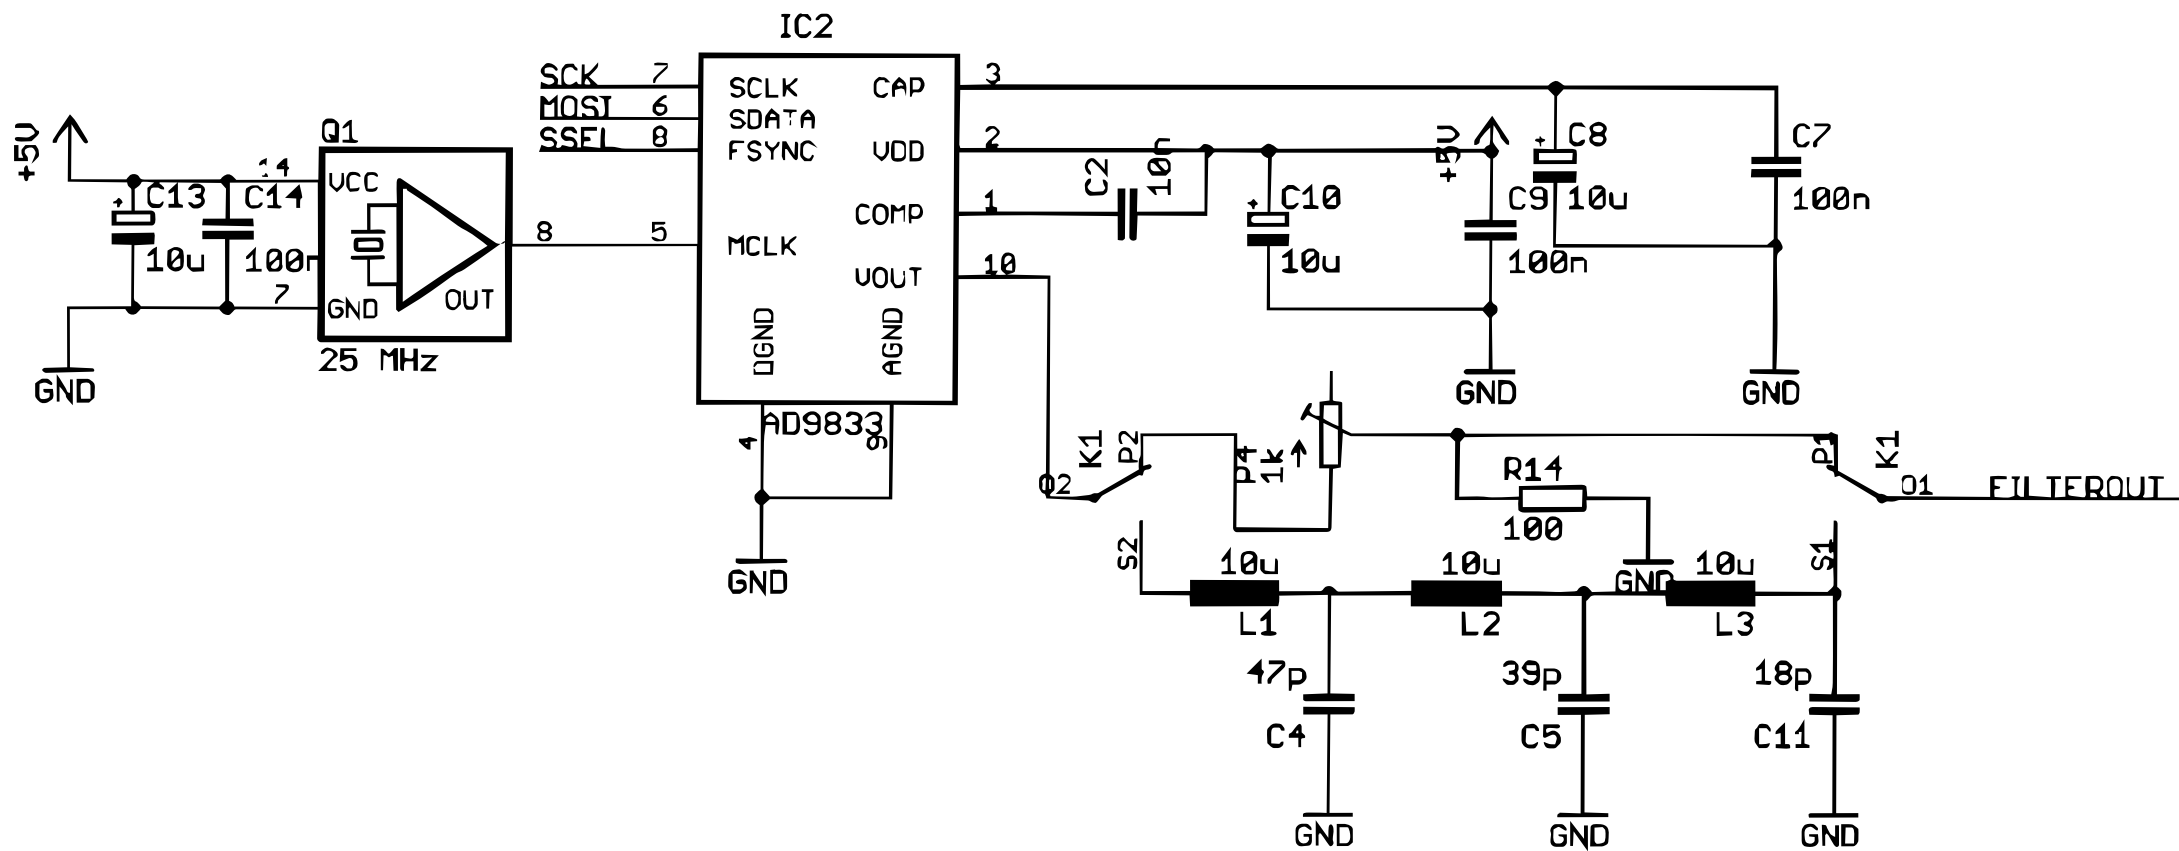 IC2
SCK 7
MOSI 6
SSEL 8
SCLK
SDATA
FSYNC
MCLK
CAP
VDD
COMP
VOUT
DGND
AGND
AD9833
4
9
GND
3
2
1
10
5
8
+5V
14
C13
10u
C14
100n
7
GND
Q1
VCC
GND
OUT
25 MHz
C2
10n
C10
10u
+5V
C9
100n
GND
C8
10u
C7
100n
GND
O2
K1
P2
S2
P4
1k
R14
100
GND
P1
K1
O1
S1
FILTEROUT
10u
L1
10u
L2
10u
L3
47p
C4
GND
39p
C5
GND
18p
C11
GND